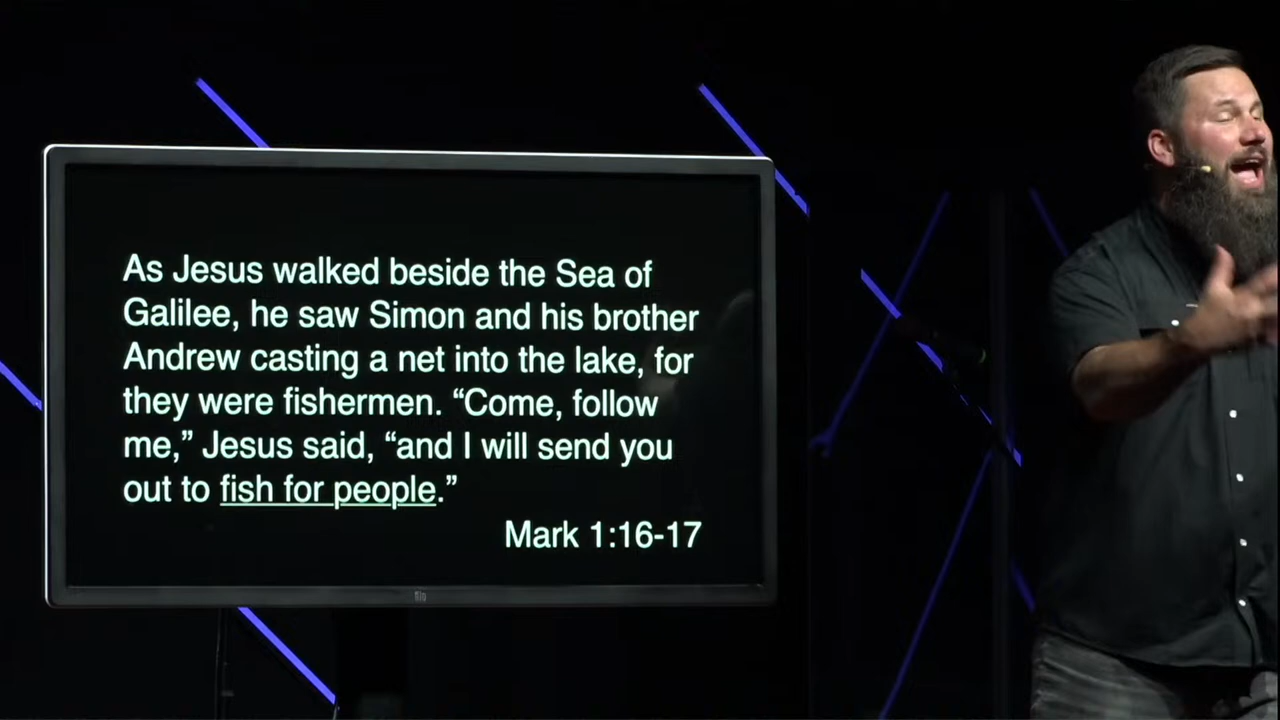 As Jesus walked beside the Sea of
Galilee, he saw Simon and his brother
Andrew casting a net into the lake, for
they were fishermen. “Come, follow
me,” Jesus said, “and I will send you
out to fish for people.”
Mark 1:16-17
elo